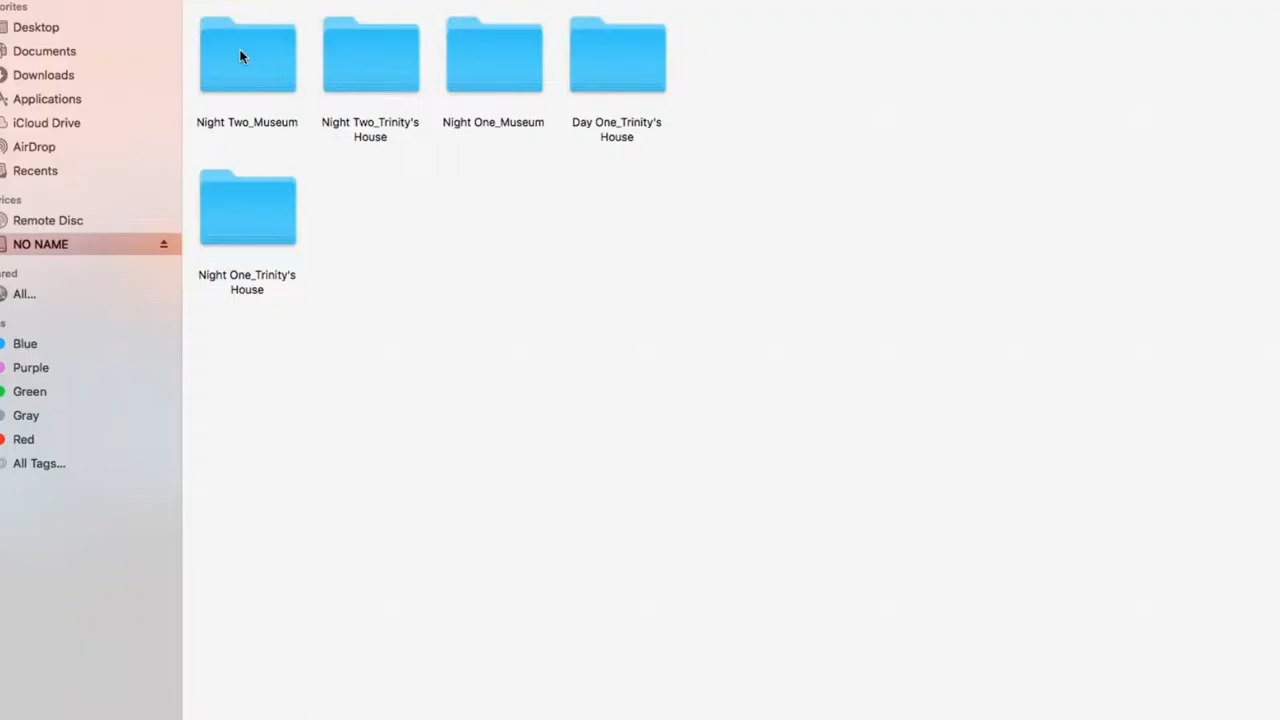 orites
Desktop
Documents
Downloads
Applications
iCloud Drive
AirDrop
Recents
vices
Remote Disc
NO NAME
ared
All...
s
Blue
Purple
Green
Gray
Red
All Tags...
Night Two_Museum
Night Two_Trinity's
House
Night One_Museum
Day One_Trinity's
House
Night One_Trinity's
House